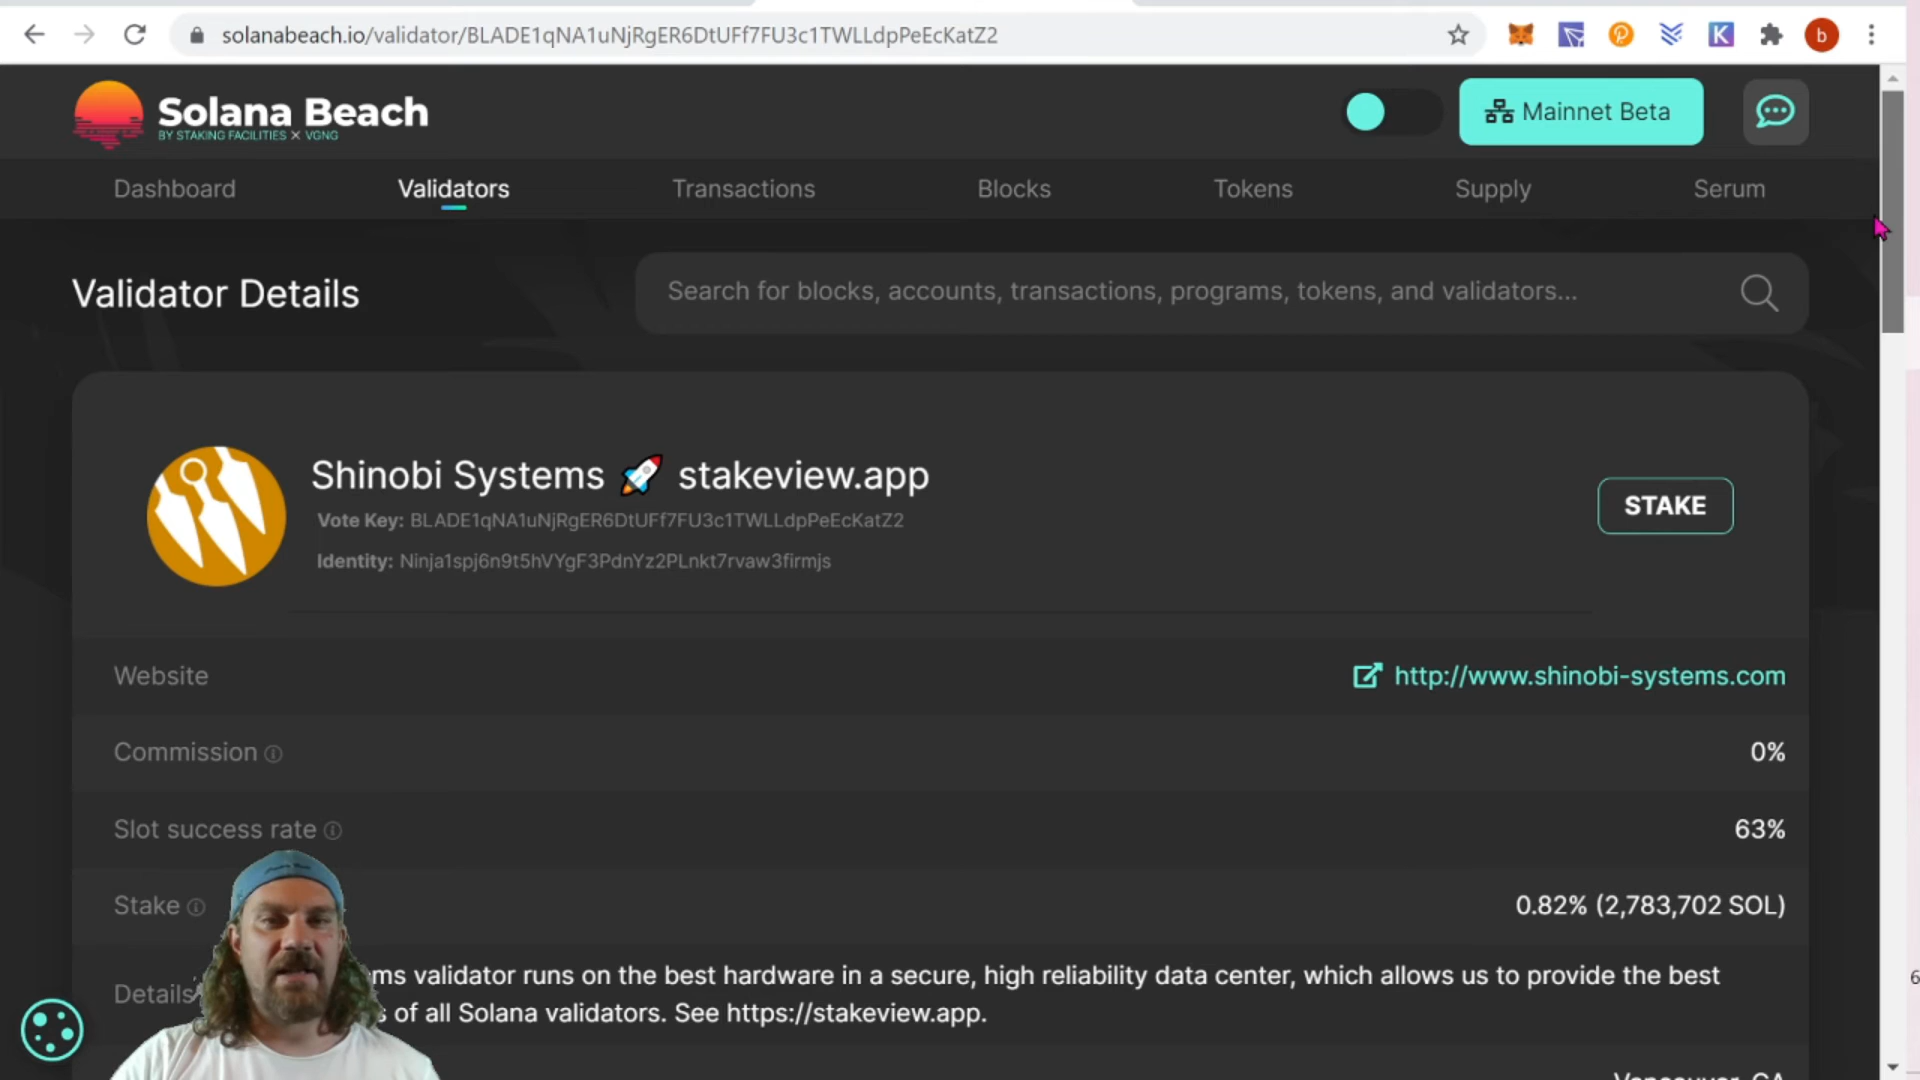 solanabeach.io/validator/BLADE1qNA1uNjRgER6DtUFf7FU3c1TWLLdpPeEcKatZ2
K
b
Solana Beach
BY STAKING FACILITIES X VGNG
Mainnet Beta
Dashboard
Validators
Transactions
Blocks
Tokens
Supply
Serum
Validator Details
Search for blocks, accounts, transactions, programs, tokens, and validators...
Shinobi Systems 🚀 stakeview.app
Vote Key: BLADE1qNA1uNjRgER6DtUFf7FU3c1TWLLdpPeEcKatZ2
Identity: Ninja1spj6n9t5hVYgF3PdnYz2PLnkt7rvaw3firmjs
STAKE
Website
http://www.shinobi-systems.com
Commission
0%
Slot success rate
63%
Stake
0.82% (2,783,702 SOL)
Details
ms validator runs on the best hardware in a secure, high reliability data center, which allows us to provide the best
of all Solana validators. See https://stakeview.app.
Vancouver, CA